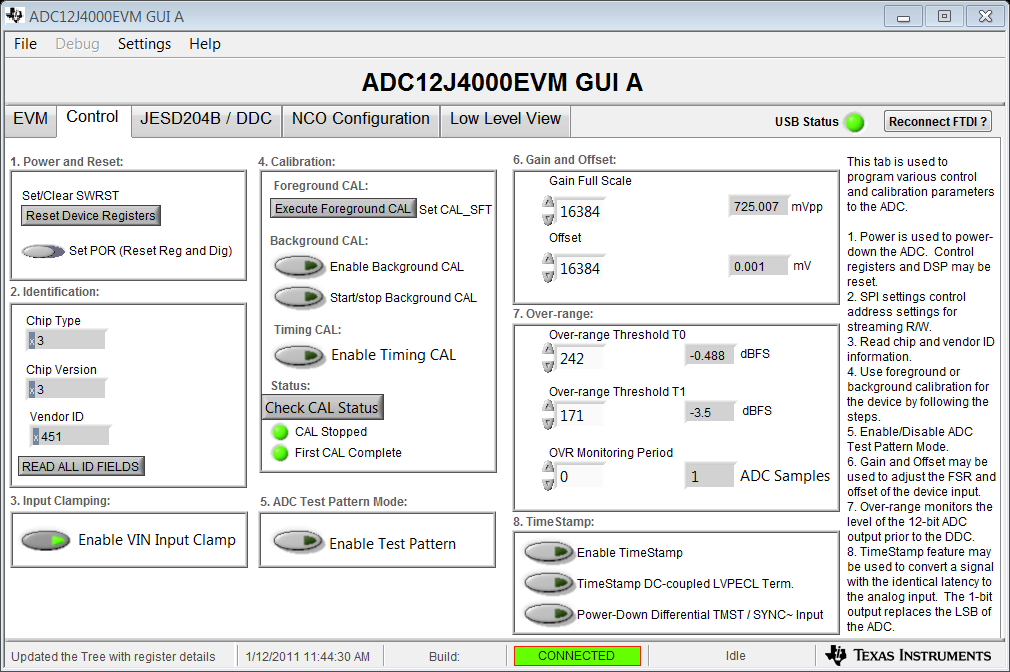 ADC12J4000EVM GUI A
File Debug Settings Help
ADC12J4000EVM GUI A
EVM Control JESD204B / DDC NCO Configuration Low Level View
USB Status Reconnect FTDI ?
1. Power and Reset:
Set/Clear SWRST
Reset Device Registers
Set POR (Reset Reg and Dig)
2. Identification:
Chip Type
x 3
Chip Version
x 3
Vendor ID
x 451
READ ALL ID FIELDS
3. Input Clamping:
Enable VIN Input Clamp
4. Calibration:
Foreground CAL:
Execute Foreground CAL Set CAL_SFT
Background CAL:
Enable Background CAL
Start/stop Background CAL
Timing CAL:
Enable Timing CAL
Status:
Check CAL Status
CAL Stopped
First CAL Complete
5. ADC Test Pattern Mode:
Enable Test Pattern
6. Gain and Offset:
Gain Full Scale
16384 725.007 mVpp
Offset
16384 0.001 mV
7. Over-range:
Over-range Threshold T0
242 -0.488 dBFS
Over-range Threshold T1
171 -3.5 dBFS
OVR Monitoring Period
0 1 ADC Samples
8. TimeStamp:
Enable TimeStamp
TimeStamp DC-coupled LVPECL Term.
Power-Down Differential TMST / SYNC~ Input
This tab is used to
program various control
and calibration parameters
to the ADC.
1. Power is used to power-
down the ADC. Control
registers and DSP may be
reset.
2. SPI settings control
address settings for
streaming R/W.
3. Read chip and vendor ID
information.
4. Use foreground or
background calibration for
the device by following the
steps.
5. Enable/Disable ADC
Test Pattern Mode.
6. Gain and Offset may be
used to adjust the FSR and
offset of the device input.
7. Over-range monitors the
level of the 12-bit ADC
output prior to the DDC.
8. TimeStamp feature may
be used to convert a signal
with the identical latency to
the analog input. The 1-bit
output replaces the LSB of
the ADC.
Updated the Tree with register details 1/12/2011 11:44:30 AM Build: CONNECTED Idle TEXAS INSTRUMENTS